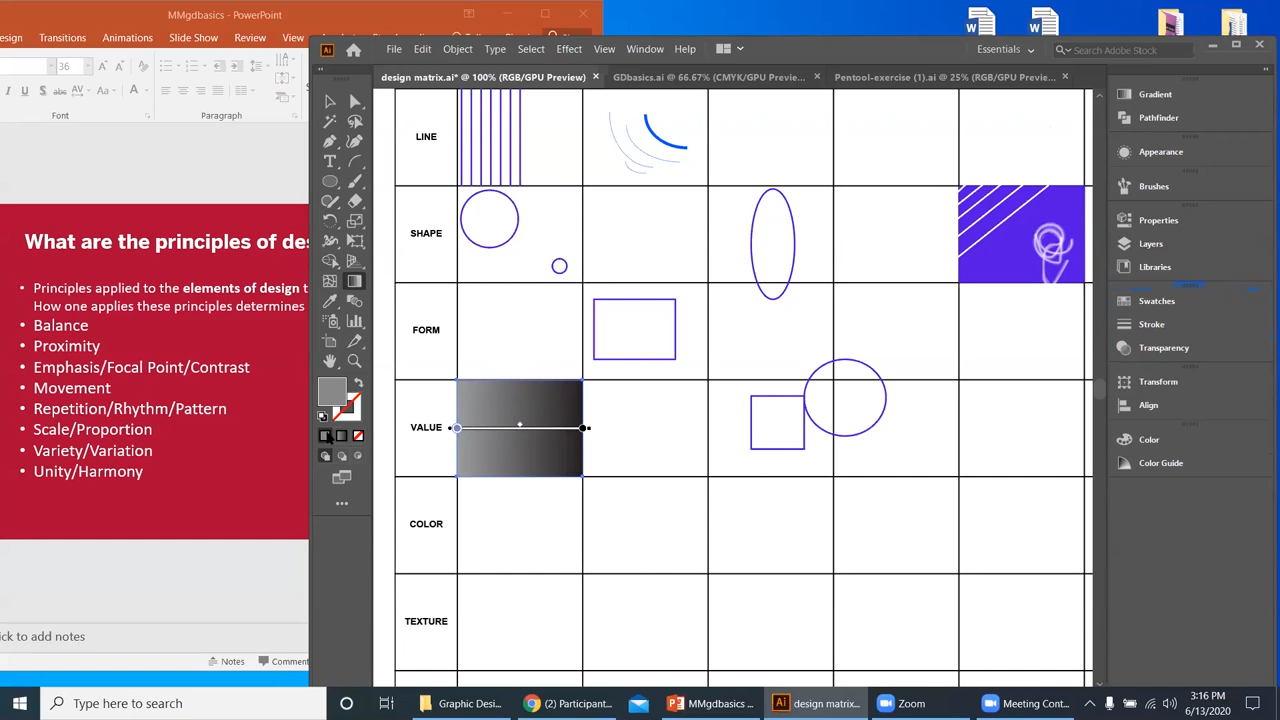 MMgdbasics - PowerPoint
esign Transitions Animations Slide Show Review View
36
Font
Paragraph
What are the principles of des
Principles applied to the elements of design t
How one applies these principles determines
Balance
Proximity
Emphasis/Focal Point/Contrast
Movement
Repetition/Rhythm/Pattern
Scale/Proportion
Variety/Variation
Unity/Harmony
ick to add notes
Notes
Comment
Ai
File Edit Object Type Select Effect View Window Help
Essentials
Search Adobe Stock
design matrix.ai* @ 100% (RGB/GPU Preview)
GDbasics.ai @ 66.67% (CMYK/GPU Previe...
Pentool-exercise (1).ai @ 25% (RGB/GPU Previe...
LINE
SHAPE
FORM
VALUE
COLOR
TEXTURE
Gradient
Pathfinder
Appearance
Brushes
Properties
Layers
Libraries
Swatches
Stroke
Transparency
Transform
Align
Color
Color Guide
Type here to search
Graphic Desi...
(2) Participant...
MMgdbasics ...
design matrix...
Zoom
Meeting Cont...
3:16 PM
6/13/2020